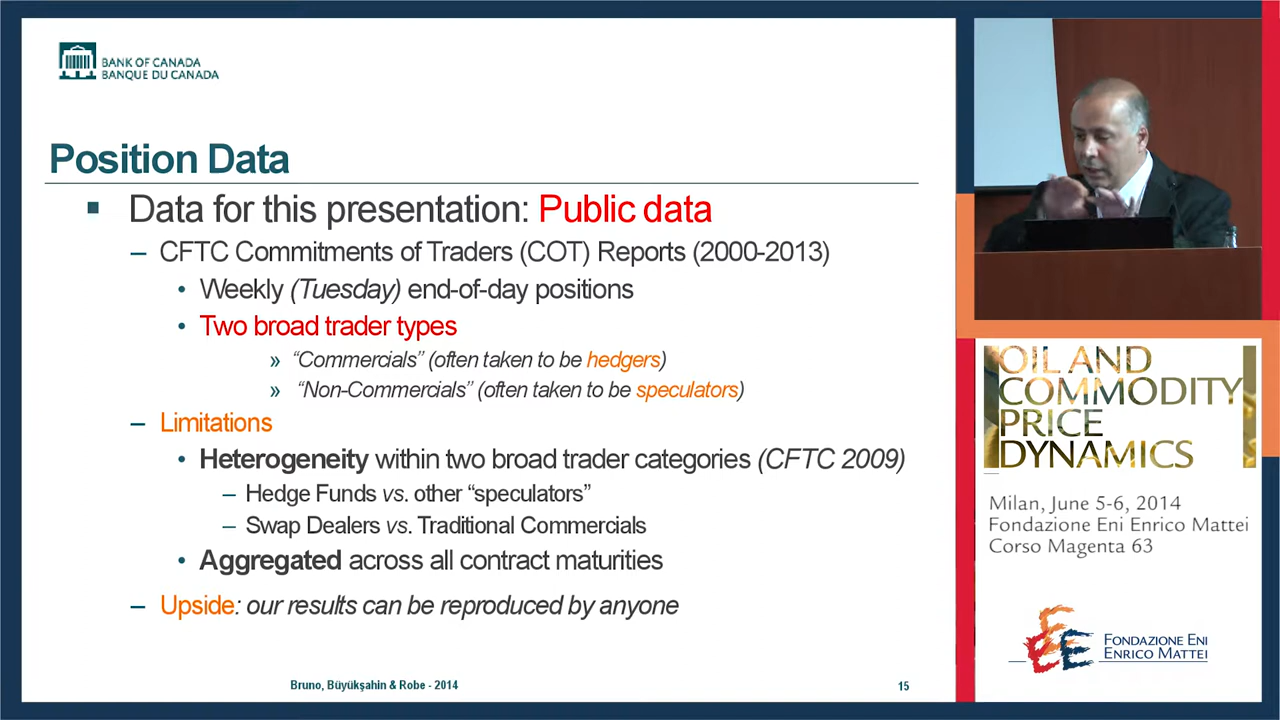 BANK OF CANADA
BANQUE DU CANADA
Position Data
Data for this presentation: Public data
– CFTC Commitments of Traders (COT) Reports (2000-2013)
• Weekly (Tuesday) end-of-day positions
• Two broad trader types
» “Commercials” (often taken to be hedgers)
» “Non-Commercials” (often taken to be speculators)
– Limitations
• Heterogeneity within two broad trader categories (CFTC 2009)
– Hedge Funds vs. other “speculators”
– Swap Dealers vs. Traditional Commercials
• Aggregated across all contract maturities
– Upside: our results can be reproduced by anyone
Bruno, Büyükşahin & Robe - 2014
15
OIL AND
COMMODITY
PRICE
DYNAMICS
Milan, June 5-6, 2014
Fondazione Eni Enrico Mattei
Corso Magenta 63
FONDAZIONE ENI
ENRICO MATTEI